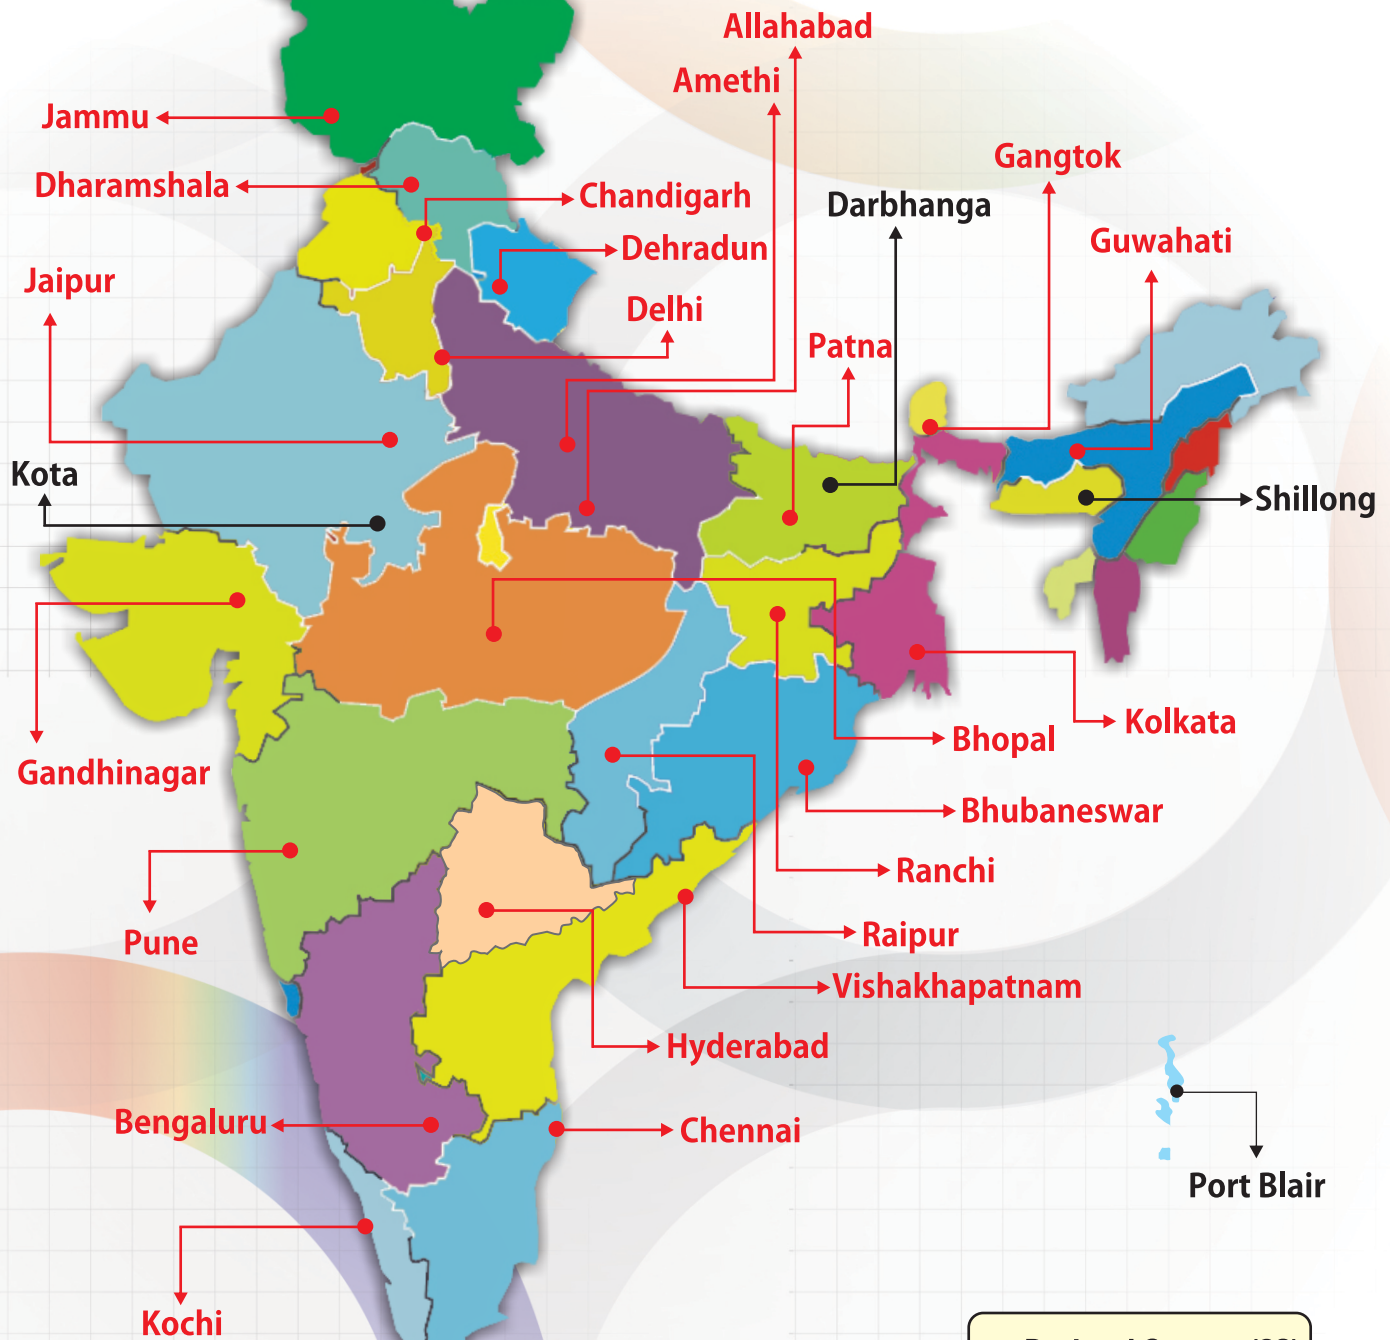 Allahabad
Amethi
Jammu
Gangtok
Dharamshala
Chandigarh
Darbhanga
Guwahati
Dehradun
Jaipur
Delhi
Patna
Kota
Shillong
Kolkata
Bhopal
Gandhinagar
Bhubaneswar
Ranchi
Raipur
Pune
Vishakhapatnam
Hyderabad
Bengaluru
Chennai
Port Blair
Kochi